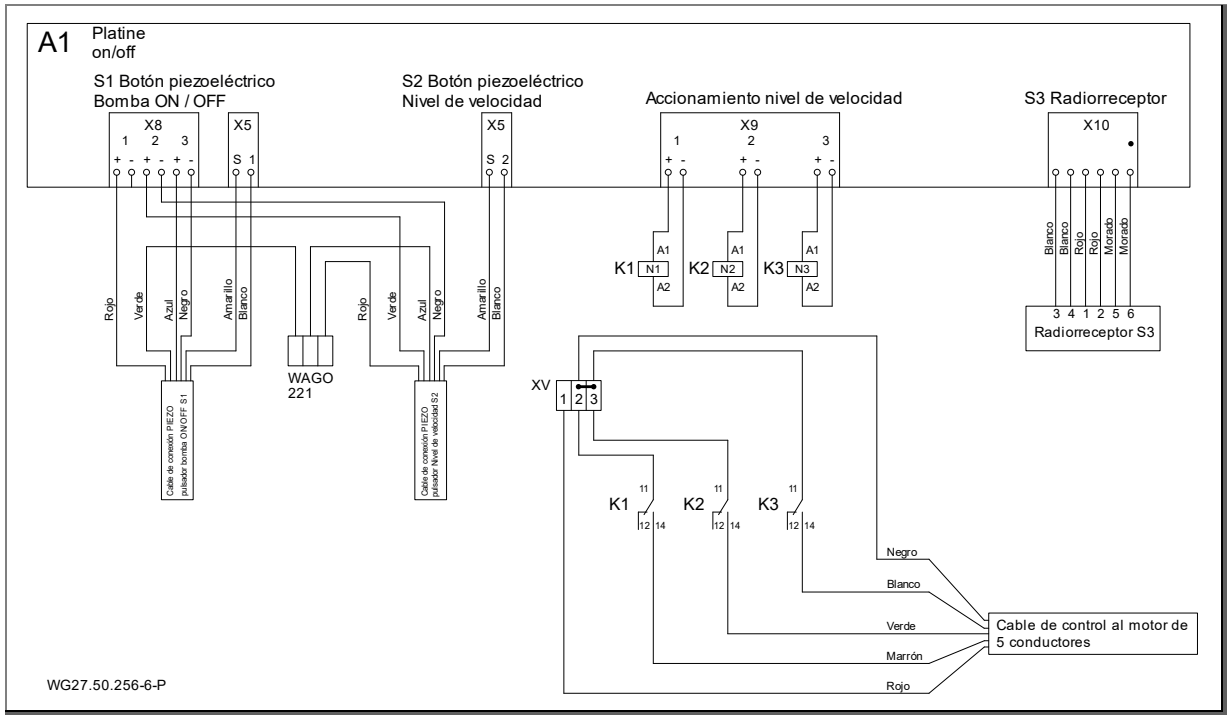 A1 Platine
on/off
S1 Botón piezoeléctrico
Bomba ON / OFF
S2 Botón piezoeléctrico
Nivel de velocidad
Accionamiento nivel de velocidad
S3 Radiorreceptor
X8
X5
X5
X9
X10
1 2 3
1 2 3
+ - + - + -
S 1
S 2
+ - + - + -
Rojo
Verde
Azul
Negro
Amarillo
Blanco
Rojo
Verde
Azul
Negro
Amarillo
Blanco
A1
K1 N1
A2
A1
K2 N2
A2
A1
K3 N3
A2
Blanco
Blanco
Rojo
Rojo
Morado
Morado
3 4 1 2 5 6
Radiorreceptor S3
WAGO
221
Cable de conexión PIEZO
pulsador bomba ON/OFF S1
Cable de conexión PIEZO
pulsador Nivel de velocidad S2
XV
1 2 3
K1
11
12 14
K2
11
12 14
K3
11
12 14
Negro
Blanco
Verde
Marrón
Rojo
Cable de control al motor de
5 conductores
WG27.50.256-6-P